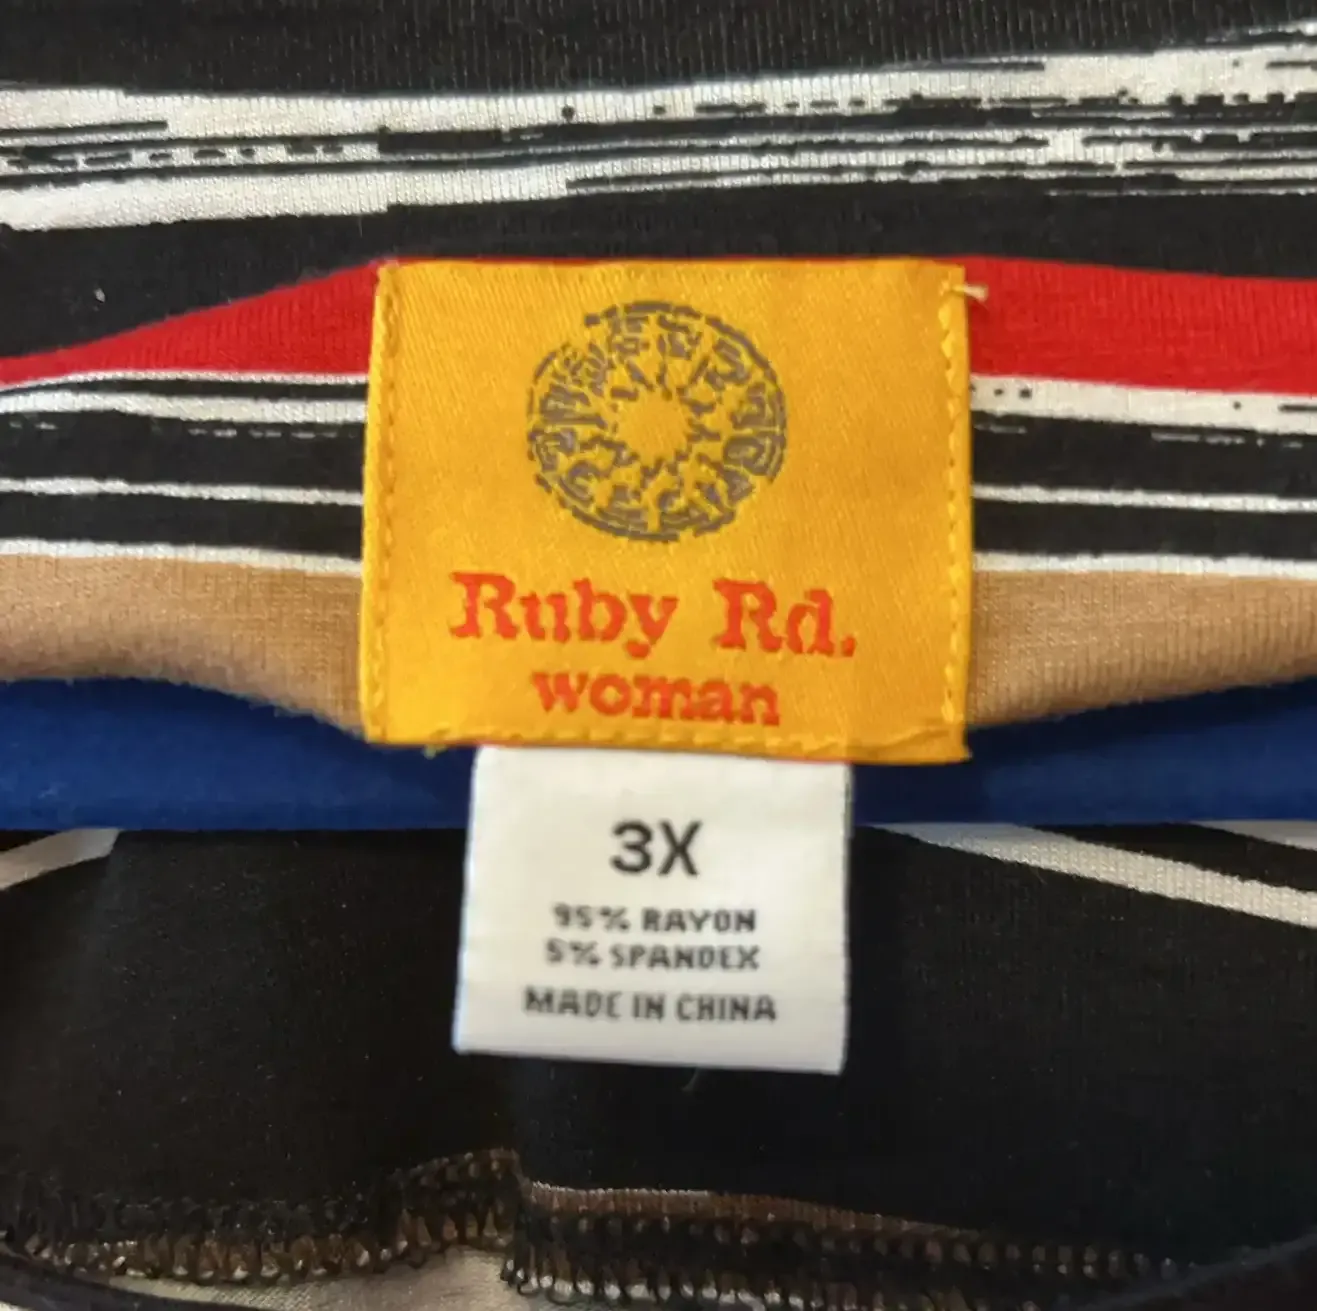 Ruby Rd.
woman
3X
95% RAYON
5% SPANDEX
MADE IN CHINA